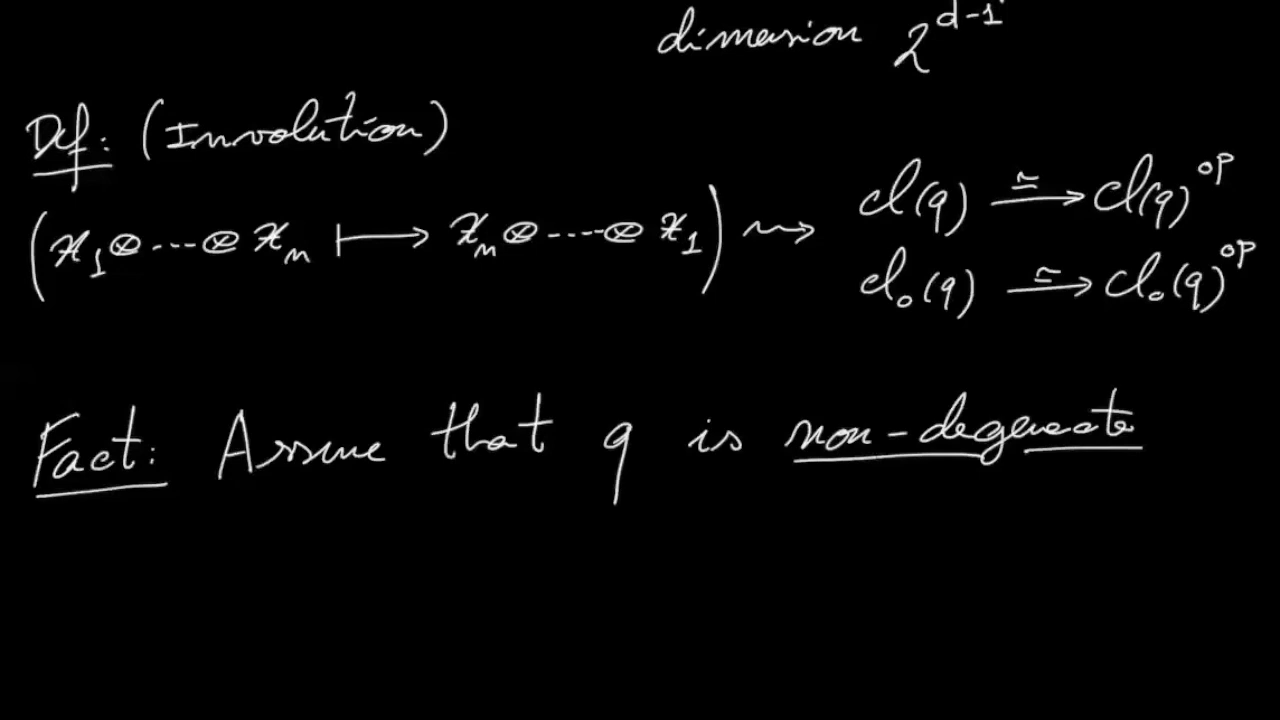 dimension 2^{d-1}
Def: (Involution)
(x_1 ⊗ ---- ⊗ x_n ⟼ x_n ⊗ ---- ⊗ x_1) ⇝ Cl(q) ≃→ Cl(q)^{op}
Cl_0(q) ≃→ Cl_0(q)^{op}
Fact: Assume that q is non-degenerate